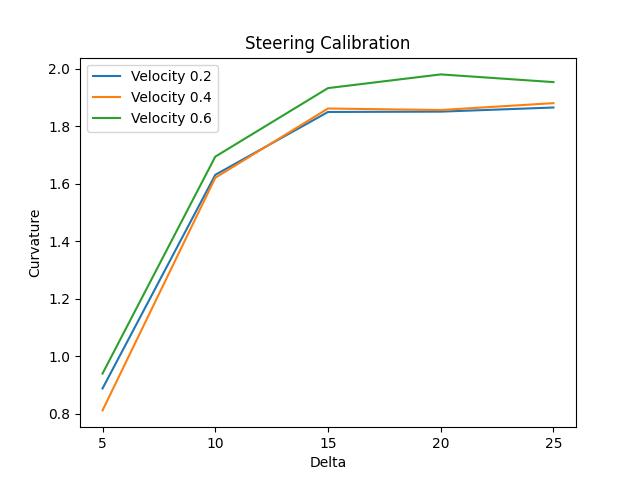 Steering Calibration
2.0
1.8
1.6
1.4
1.2
1.0
0.8
Curvature
Velocity 0.2
Velocity 0.4
Velocity 0.6
5 10 15 20 25
Delta